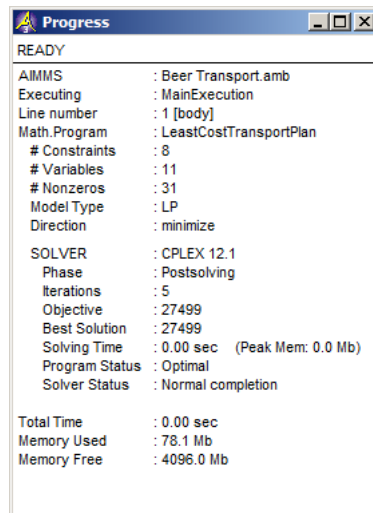 Progress
READY
AIMMS : Beer Transport.amb
Executing : MainExecution
Line number : 1 [body]
Math.Program : LeastCostTransportPlan
# Constraints : 8
# Variables : 11
# Nonzeros : 31
Model Type : LP
Direction : minimize
SOLVER : CPLEX 12.1
Phase : Postsolving
Iterations : 5
Objective : 27499
Best Solution : 27499
Solving Time : 0.00 sec (Peak Mem: 0.0 Mb)
Program Status : Optimal
Solver Status : Normal completion
Total Time : 0.00 sec
Memory Used : 78.1 Mb
Memory Free : 4096.0 Mb